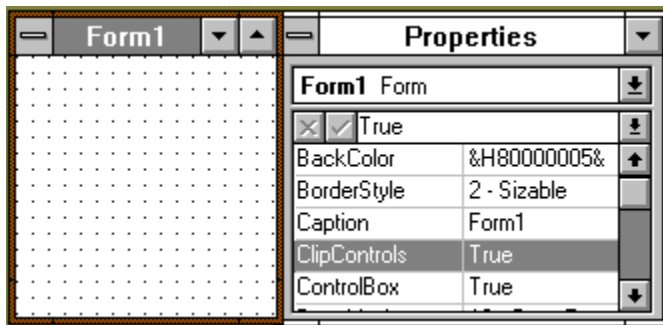 Form1
Properties
Form1 Form
True
BackColor &H80000005&
BorderStyle 2 - Sizable
Caption Form1
ClipControls True
ControlBox True